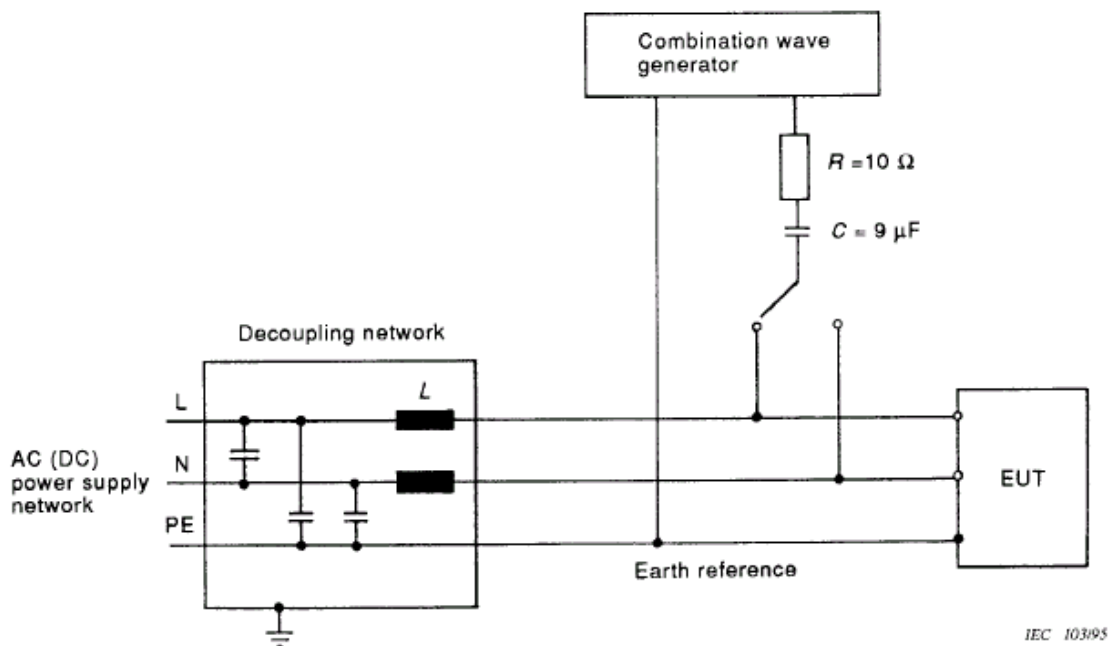 Combination wave
generator
R =10 Ω
C = 9 µF
Decoupling network
L
L
N
AC (DC)
power supply
network
PE
EUT
Earth reference
IEC 103/95